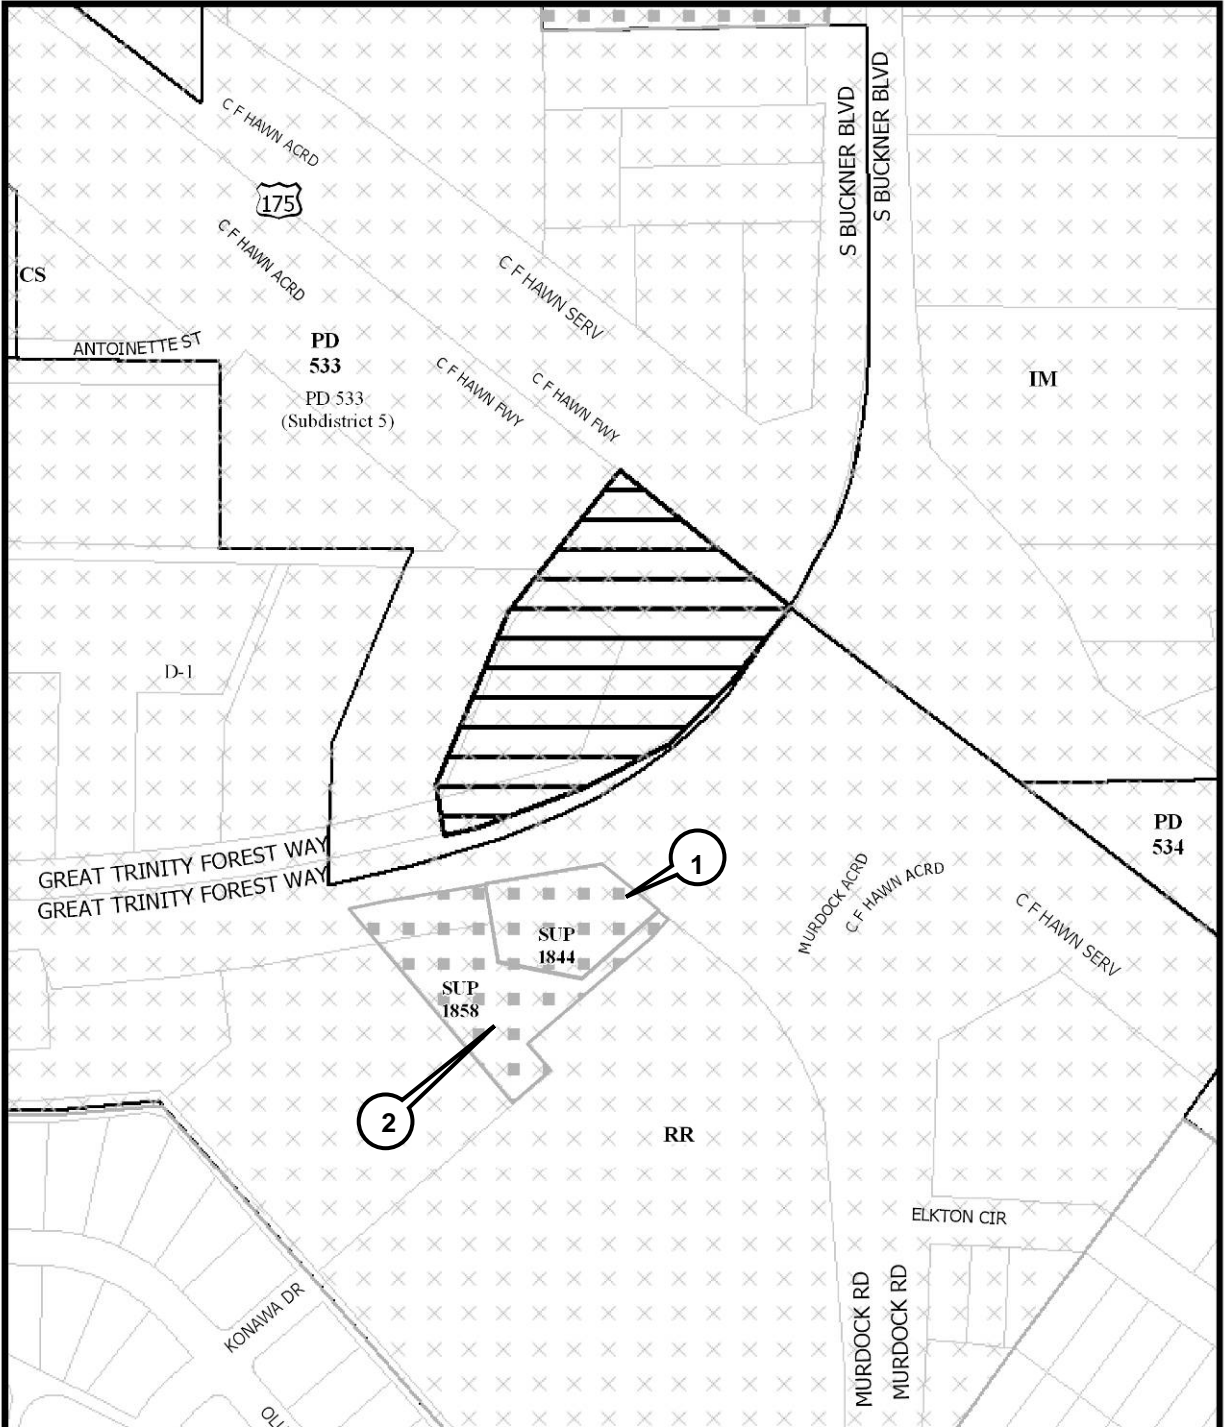 S BUCKNER BLVD
S BUCKNER BLVD
C F HAWN ACRD
175
C F HAWN ACRD
C F HAWN SERV
CS
ANTOINETTE ST
PD
533
PD 533
(Subdistrict 5)
C F HAWN FWY
C F HAWN FWY
IM
D-1
PD
534
GREAT TRINITY FOREST WAY
GREAT TRINITY FOREST WAY
1
MURDOCK ACRD
C F HAWN ACRD
C F HAWN SERV
SUP
1844
SUP
1858
2
RR
ELKTON CIR
KONAWA DR
MURDOCK RD
MURDOCK RD